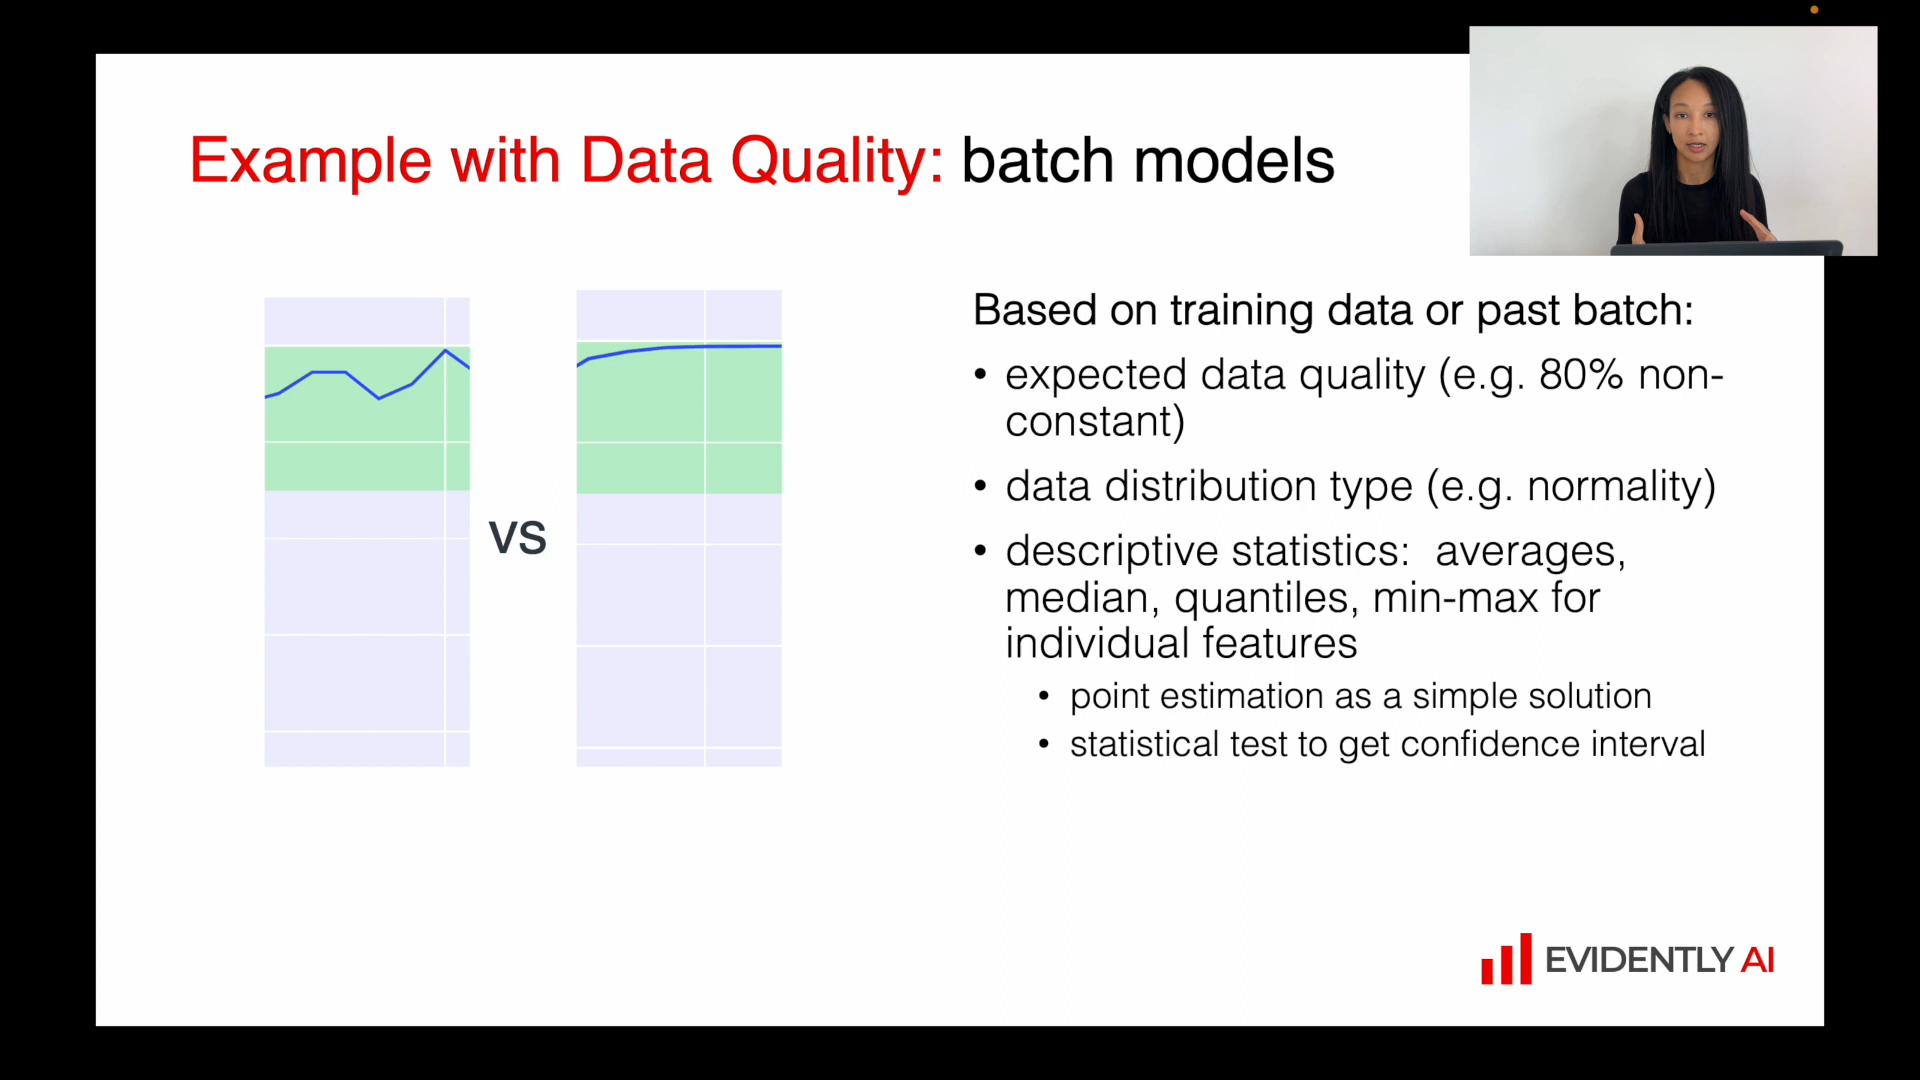 Example with Data Quality: batch models
vs
Based on training data or past batch:
• expected data quality (e.g. 80% non-
constant)
• data distribution type (e.g. normality)
• descriptive statistics: averages,
median, quantiles, min-max for
individual features
• point estimation as a simple solution
• statistical test to get confidence interval
EVIDENTLY AI